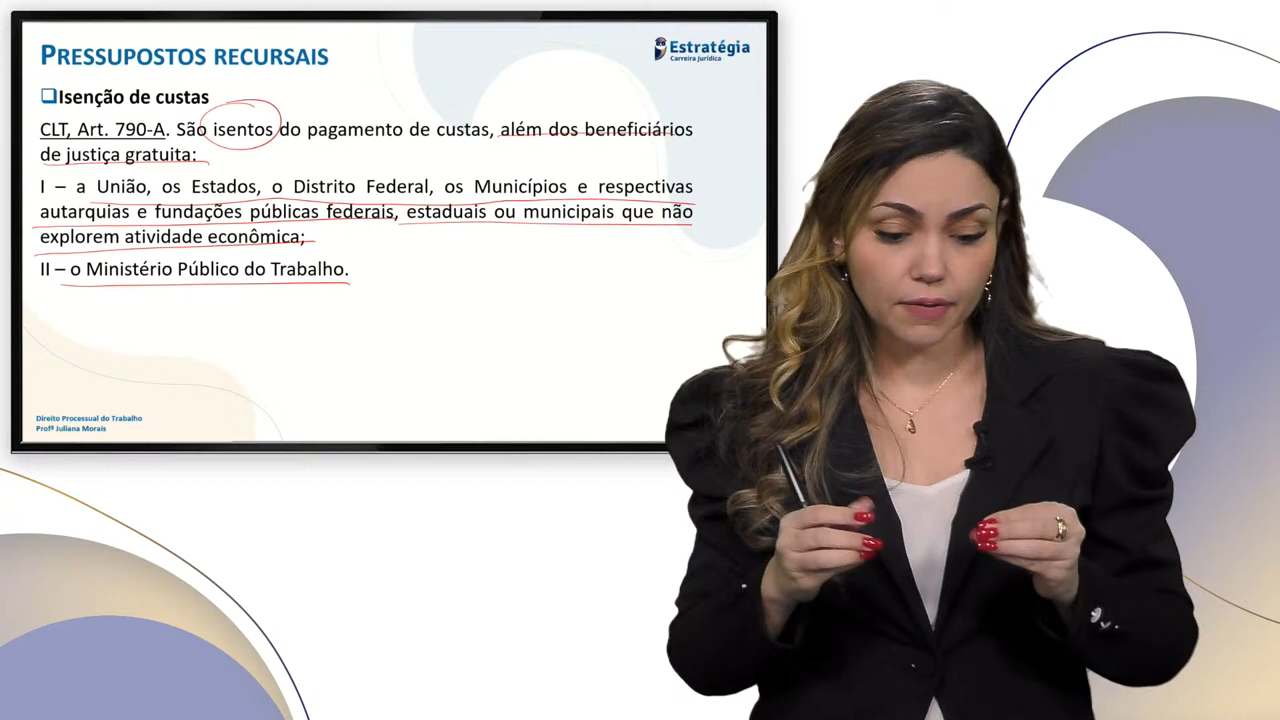 PRESSUPOSTOS RECURSAIS
Estratégia
Carreira Jurídica
Isenção de custas
CLT, Art. 790-A. São isentos do pagamento de custas, além dos beneficiários
de justiça gratuita:
I – a União, os Estados, o Distrito Federal, os Municípios e respectivas
autarquias e fundações públicas federais, estaduais ou municipais que não
explorem atividade econômica;
II – o Ministério Público do Trabalho.
Direito Processual do Trabalho
Profª Juliana Morais